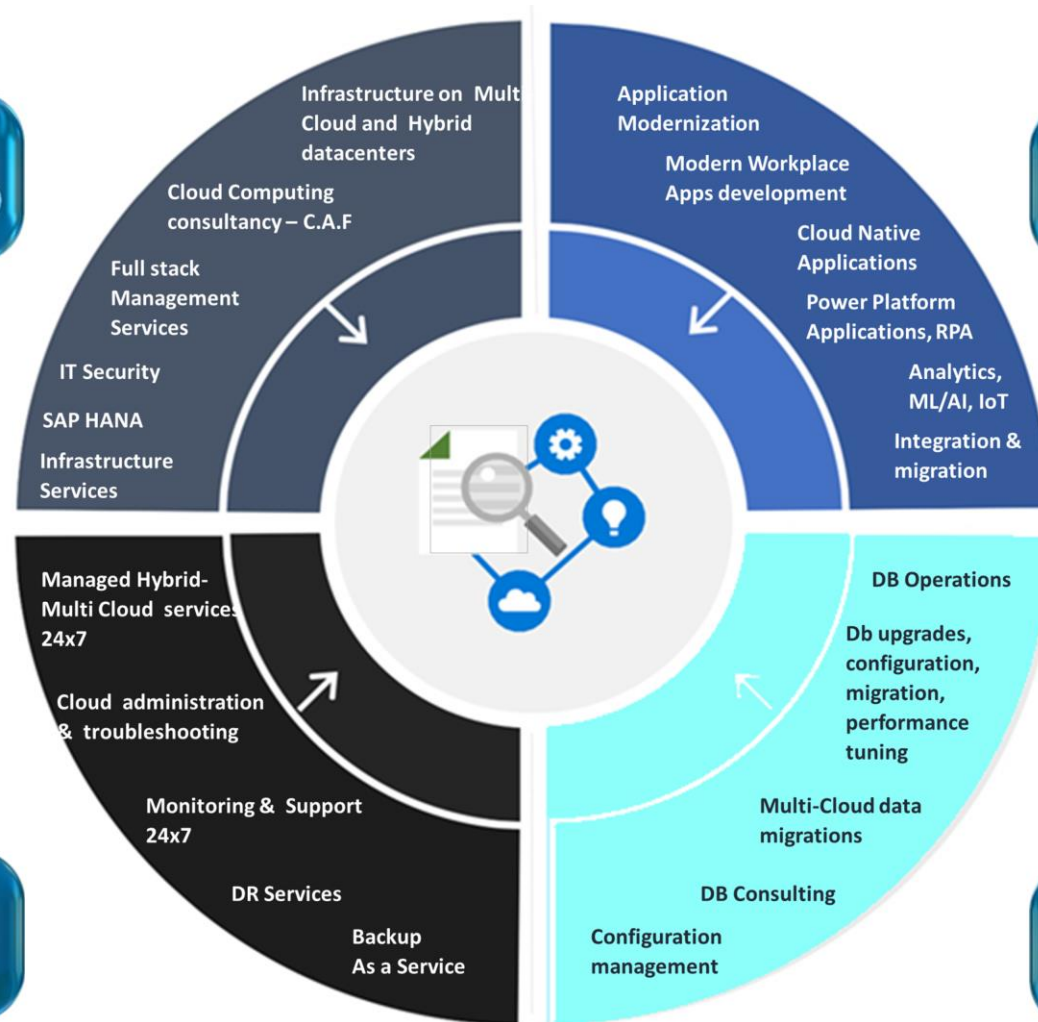 Infrastructure on Mult
Cloud and Hybrid
datacenters
Cloud Computing
consultancy – C.A.F
Full stack
Management
Services
IT Security
SAP HANA
Infrastructure
Services
Application
Modernization
Modern Workplace
Apps development
Cloud Native
Applications
Power Platform
Applications, RPA
Analytics,
ML/AI, IoT
Integration &
migration
Managed Hybrid-
Multi Cloud services
24x7
Cloud administration
& troubleshooting
Monitoring & Support
24x7
DR Services
Backup
As a Service
DB Operations
Db upgrades,
configuration,
migration,
performance
tuning
Multi-Cloud data
migrations
DB Consulting
Configuration
management